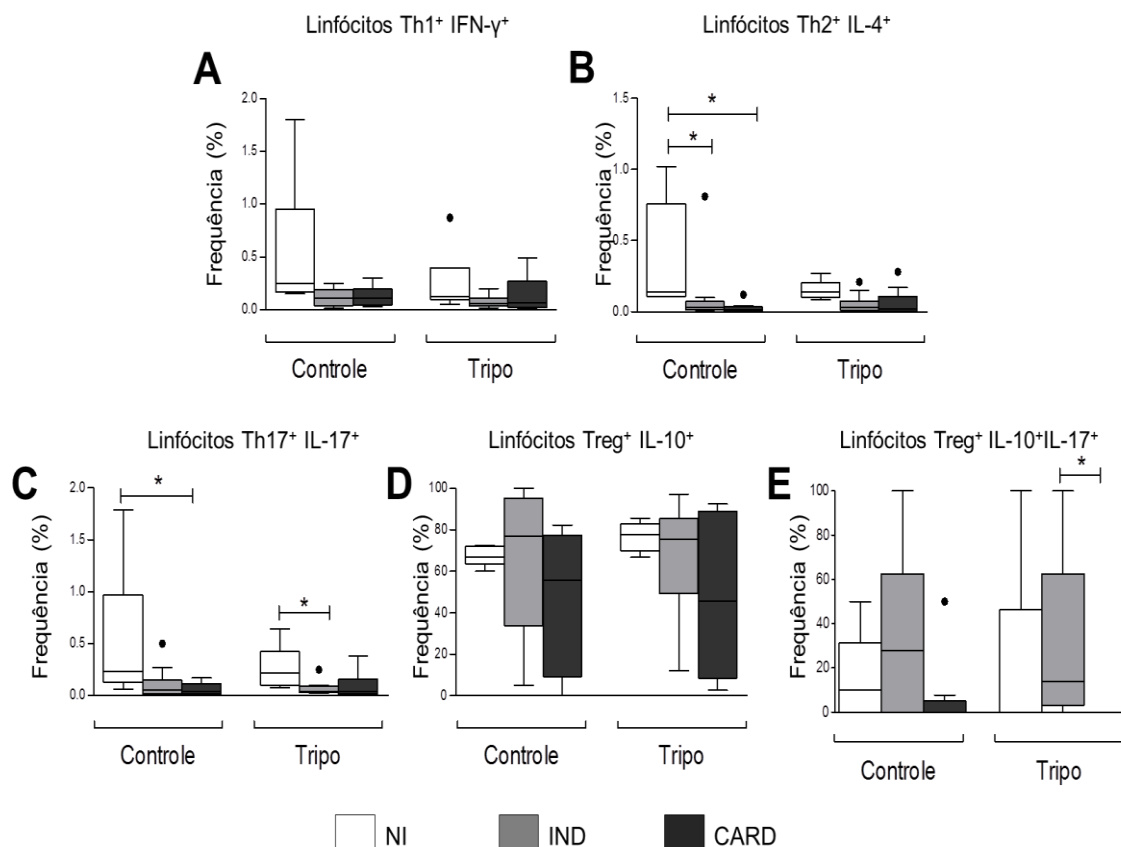 Linfócitos Th1⁺ IFN-γ⁺
Linfócitos Th2⁺ IL-4⁺
A
B
Frequência (%)
2.0
1.5
1.0
0.5
0.0
Controle
Tripo
Frequência (%)
1.5
1.0
0.5
0.0
*
*
Controle
Tripo
Linfócitos Th17⁺ IL-17⁺
Linfócitos Treg⁺ IL-10⁺
Linfócitos Treg⁺ IL-10⁺IL-17⁺
C
D
E
Frequência (%)
2.0
1.5
1.0
0.5
0.0
*
*
Controle
Tripo
Frequência (%)
100
80
60
40
20
0
Controle
Tripo
Frequência (%)
100
80
60
40
20
0
*
Controle
Tripo
NI
IND
CARD